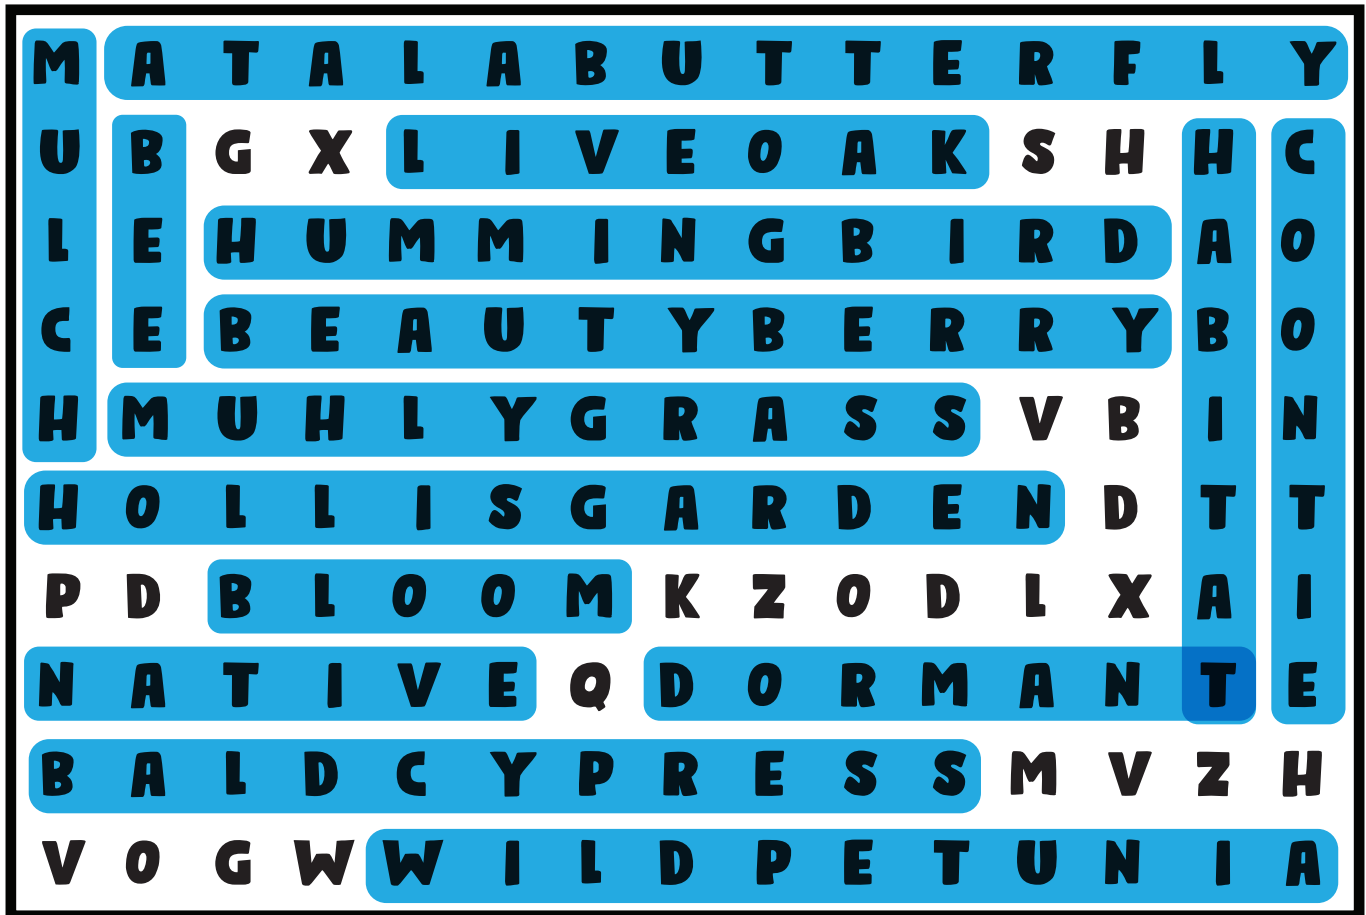 M A T A L A B U T T E R F L Y
U B G X L I V E O A K S H H C
L E H U M M I N G B I R D A O
C E B E A U T Y B E R R Y B O
H M U H L Y G R A S S V B I N
H O L L I S G A R D E N D T T
P D B L O O M K Z O D L X A I
N A T I V E Q D O R M A N T E
B A L D C Y P R E S S M V Z H
V O G W W I L D P E T U N I A